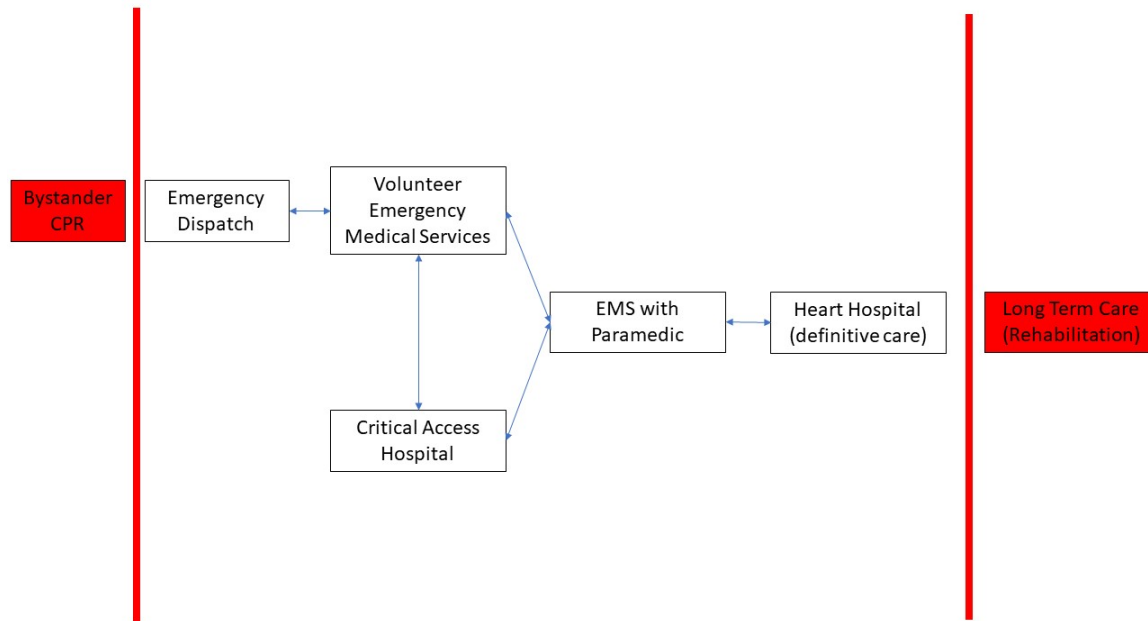 Bystander
CPR
Emergency
Dispatch
Volunteer
Emergency
Medical Services
EMS with
Paramedic
Heart Hospital
(definitive care)
Long Term Care
(Rehabilitation)
Critical Access
Hospital